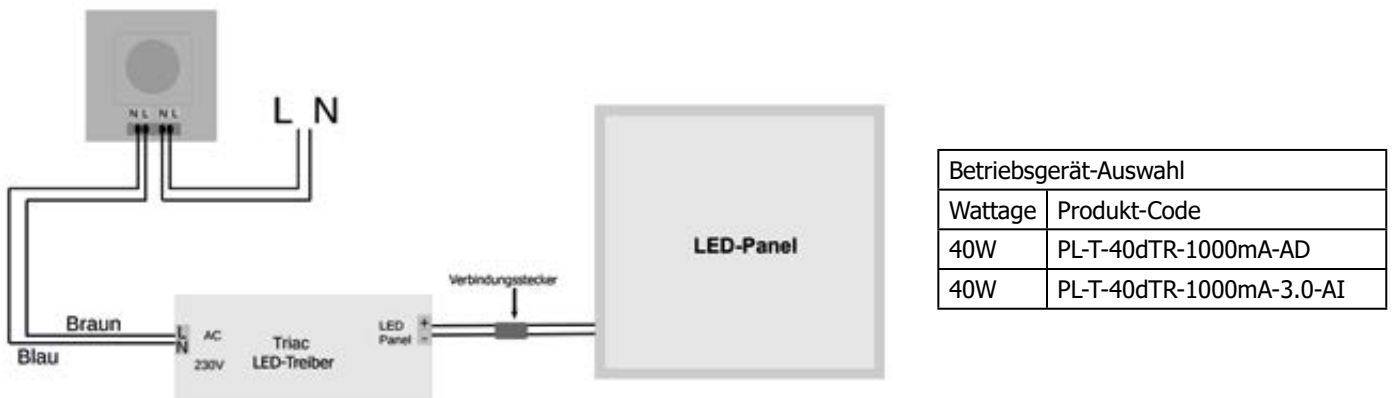 N L N L
L N
LED-Panel
Verbindungsstecker
Braun
Blau
L
N
AC
230V
Triac
LED-Treiber
LED
Panel
+
-
Betriebsgerät-Auswahl
Wattage Produkt-Code
40W PL-T-40dTR-1000mA-AD
40W PL-T-40dTR-1000mA-3.0-AI